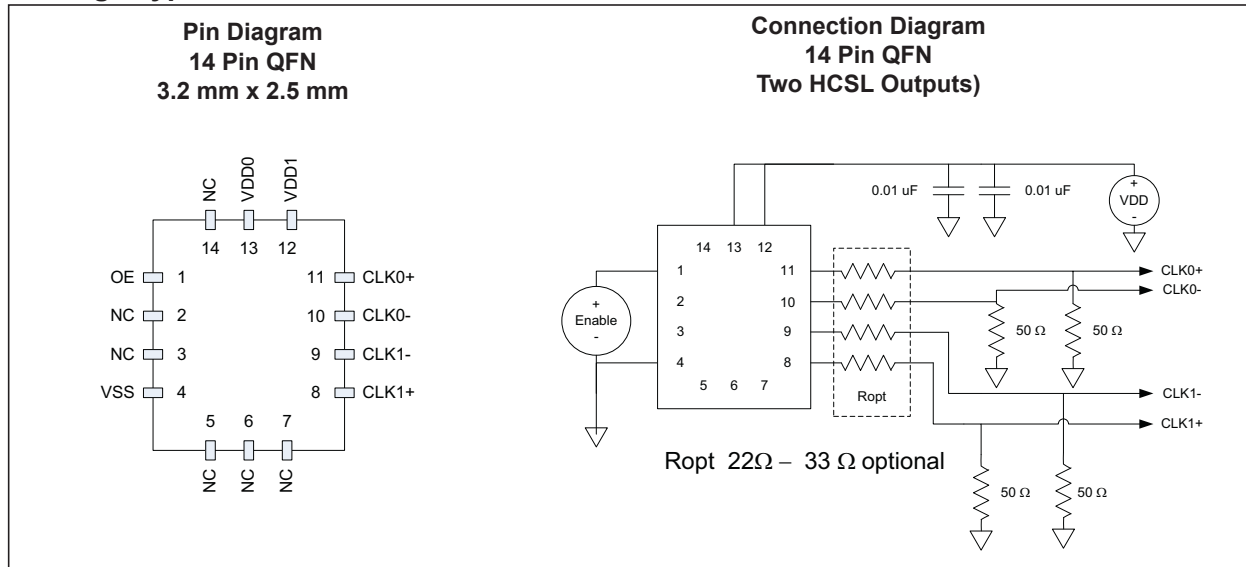 Pin Diagram
14 Pin QFN
3.2 mm x 2.5 mm
NC
VDD0
VDD1
14 13 12
OE 1
NC 2
NC 3
VSS 4
11 CLK0+
10 CLK0-
9 CLK1-
8 CLK1+
5 6 7
NC
NC
NC
Connection Diagram
14 Pin QFN
Two HCSL Outputs)
0.01 uF
0.01 uF
+
VDD
-
14 13 12
1
2
3
4
11
10
9
8
5 6 7
+
Enable
-
Ropt
CLK0+
CLK0-
50 Ω
50 Ω
CLK1-
CLK1+
50 Ω
50 Ω
Ropt 22Ω – 33 Ω optional